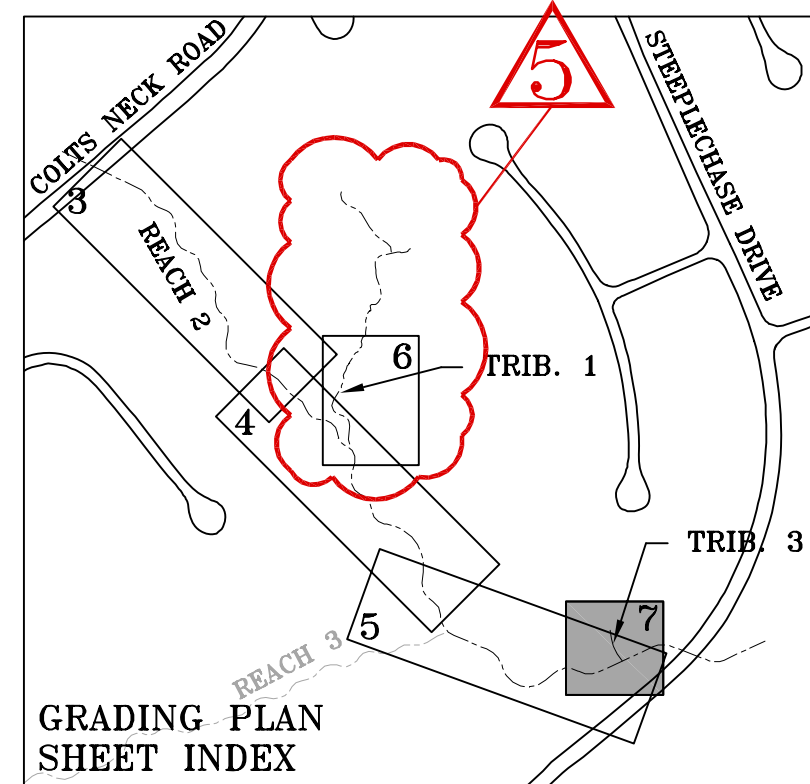 5
COLTS NECK ROAD
STEEPLECHASE DRIVE
3
REACH 2
6
TRIB. 1
4
TRIB. 3
7
5
REACH 3
GRADING PLAN
SHEET INDEX